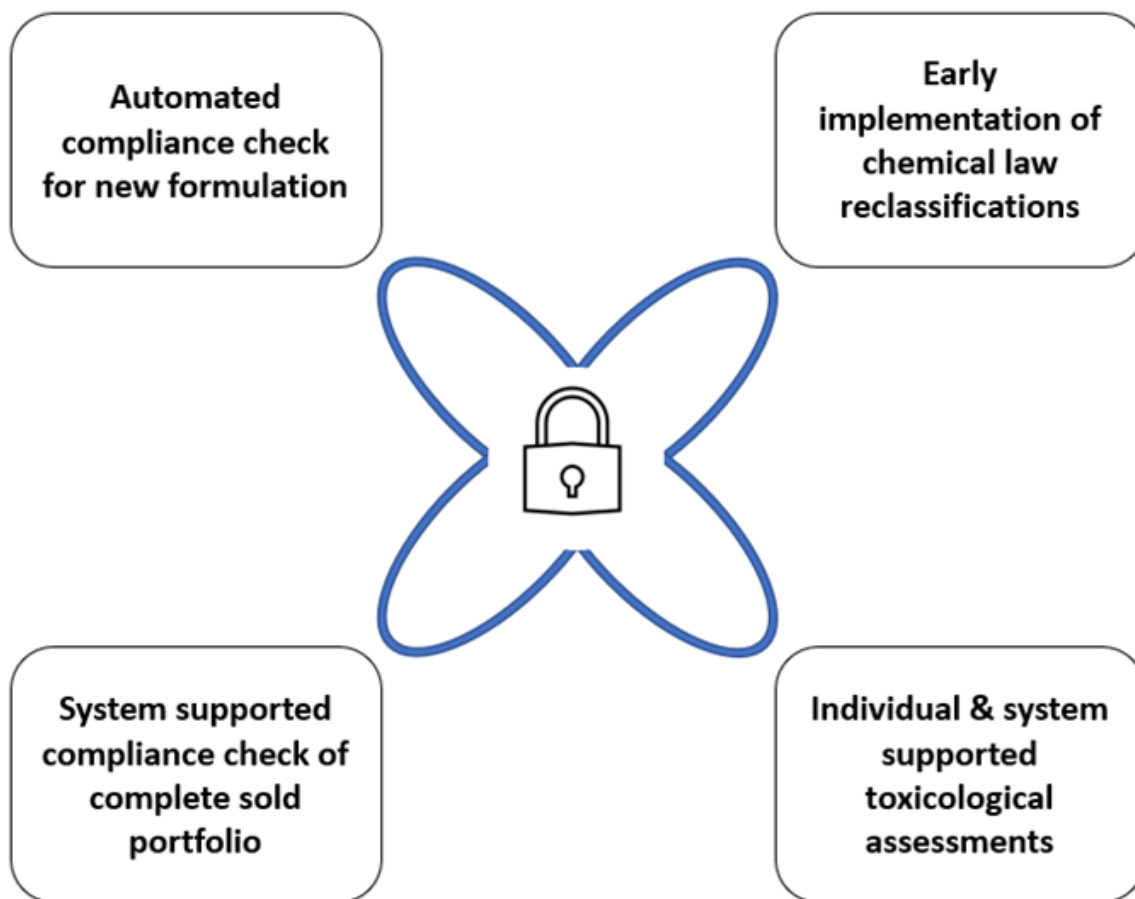 Automated
compliance check
for new formulation
Early
implementation of
chemical law
reclassifications
System supported
compliance check of
complete sold
portfolio
Individual & system
supported
toxicological
assessments